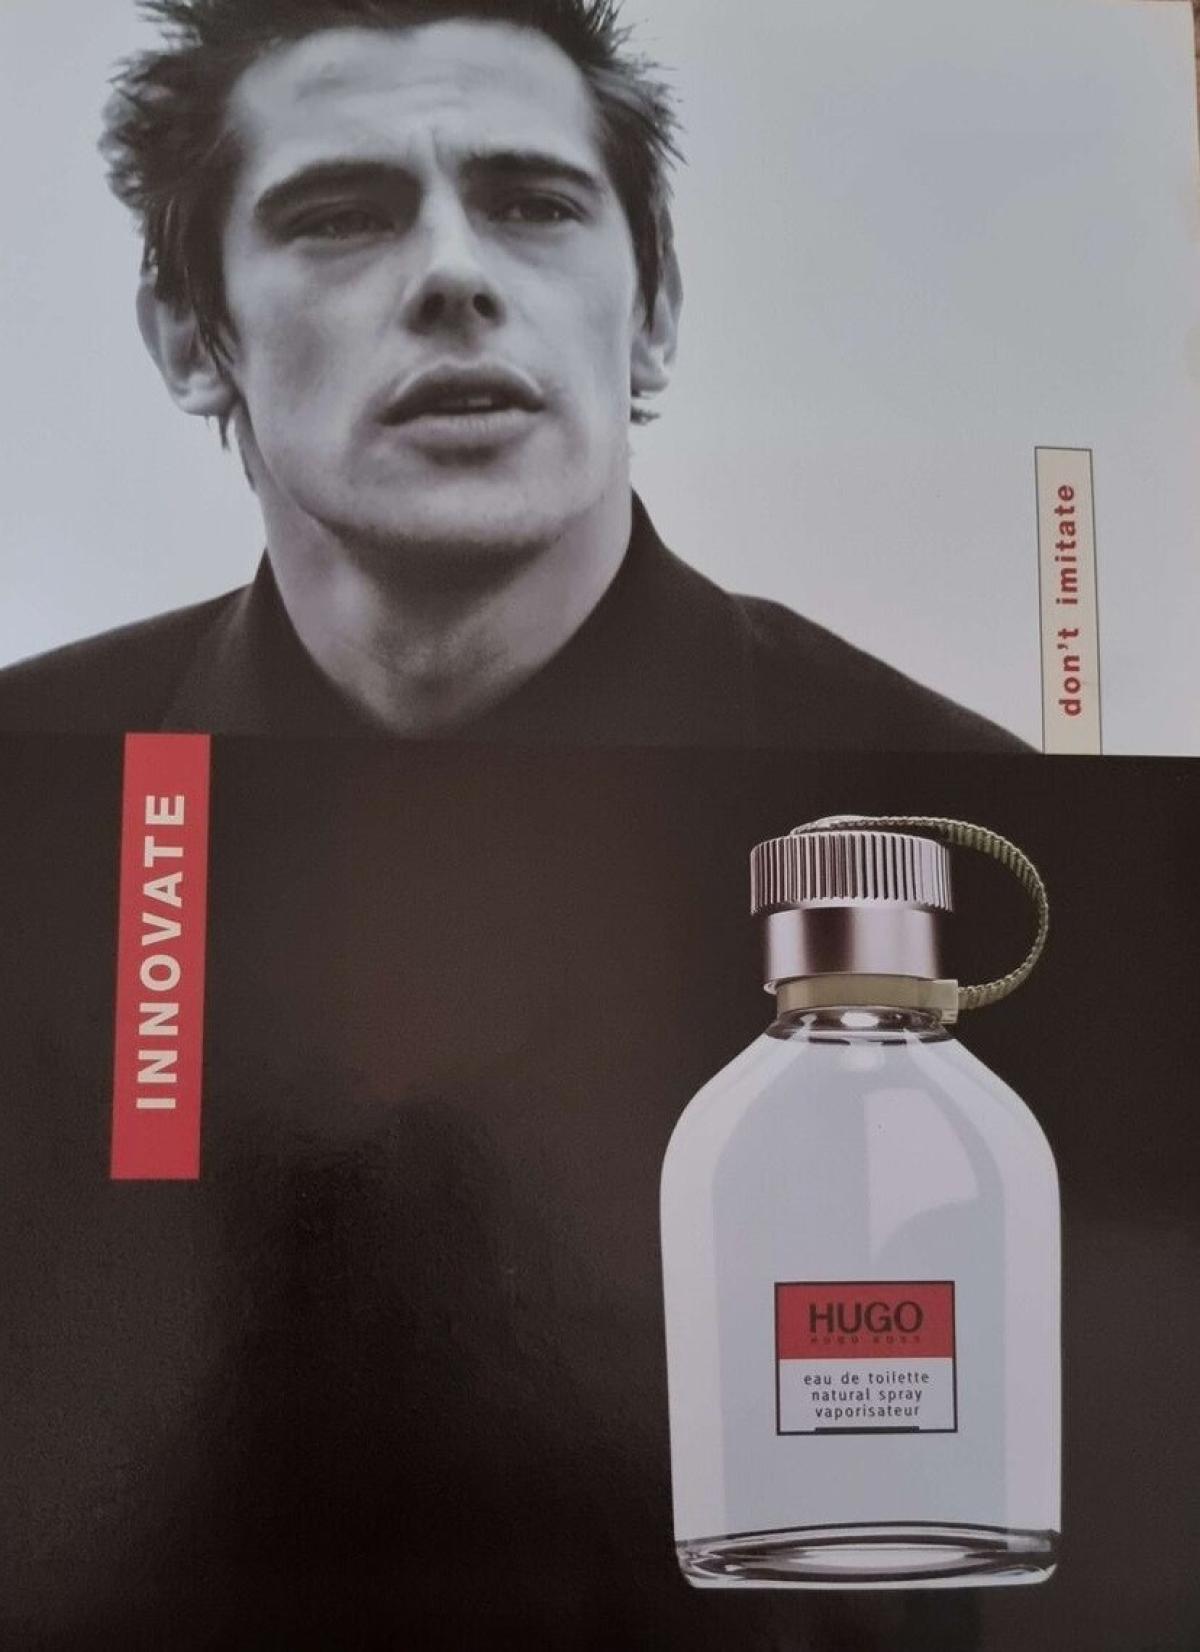 don't imitate
INNOVATE
HUGO
HUGO BOSS
eau de toilette
natural spray
vaporisateur